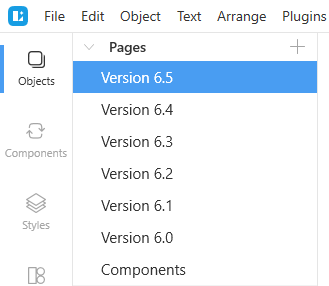 File Edit Object Text Arrange Plugins
Pages
Objects
Version 6.5
Version 6.4
Components
Version 6.3
Version 6.2
Styles
Version 6.1
Version 6.0
Components